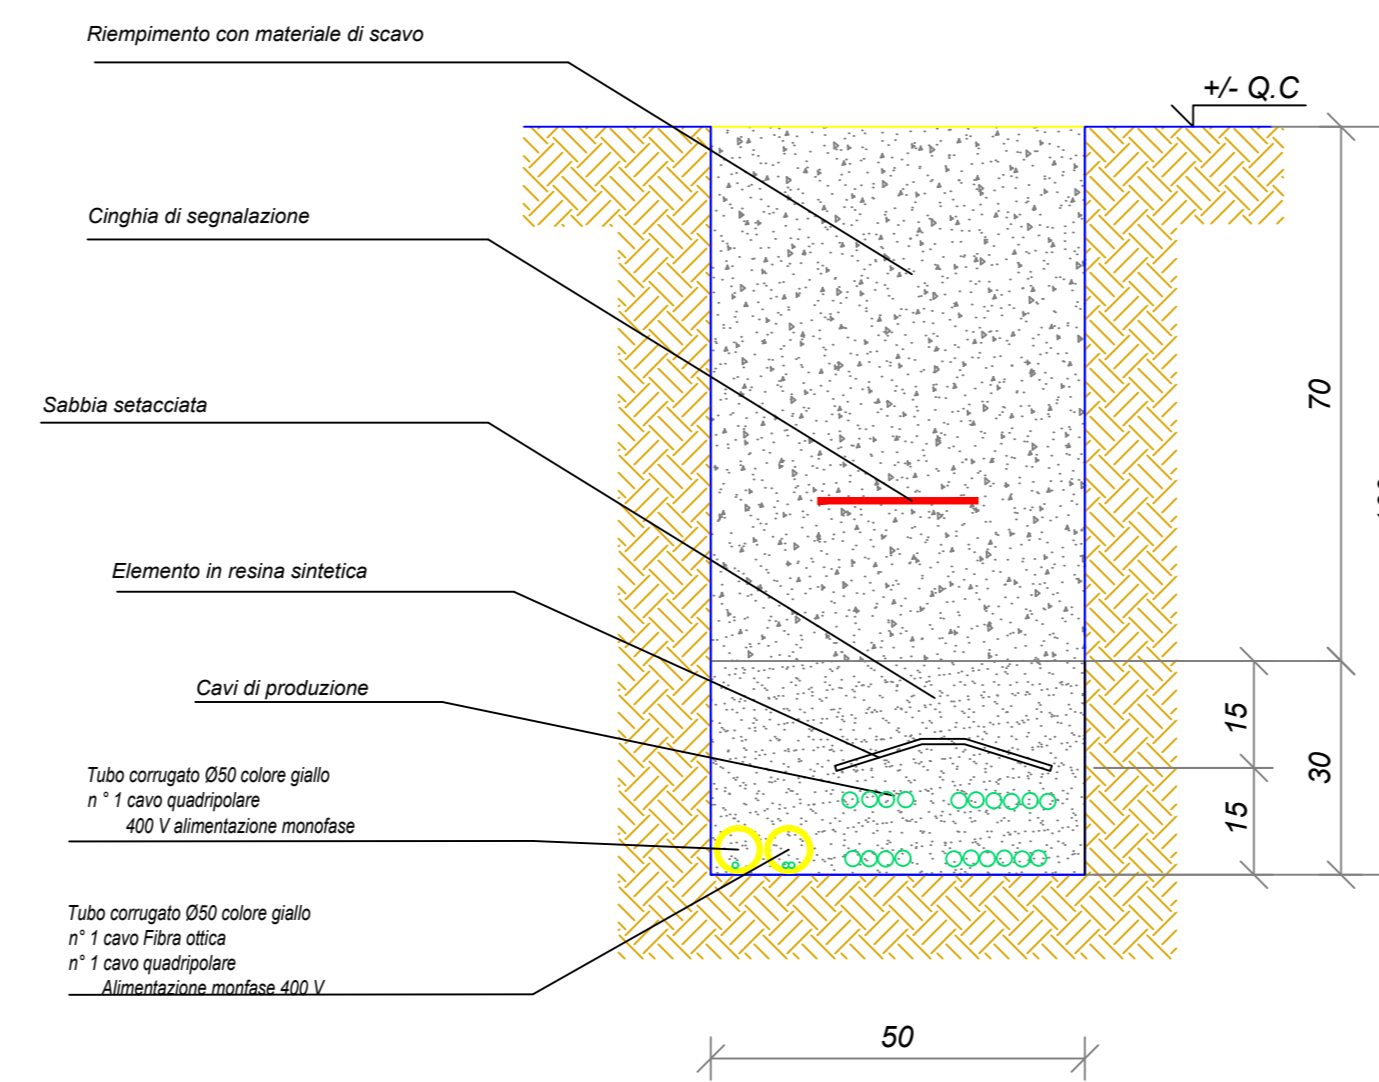 Riempimento con materiale di scavo
+/- Q.C
Cinghia di segnalazione
70
Sabbia setacciata
Elemento in resina sintetica
Cavi di produzione
15
30
15
Tubo corrugato Ø50 colore giallo
n ° 1 cavo quadripolare
400 V alimentazione monofase
Tubo corrugato Ø50 colore giallo
n° 1 cavo Fibra ottica
n° 1 cavo quadripolare
Alimentazione monfase 400 V
50